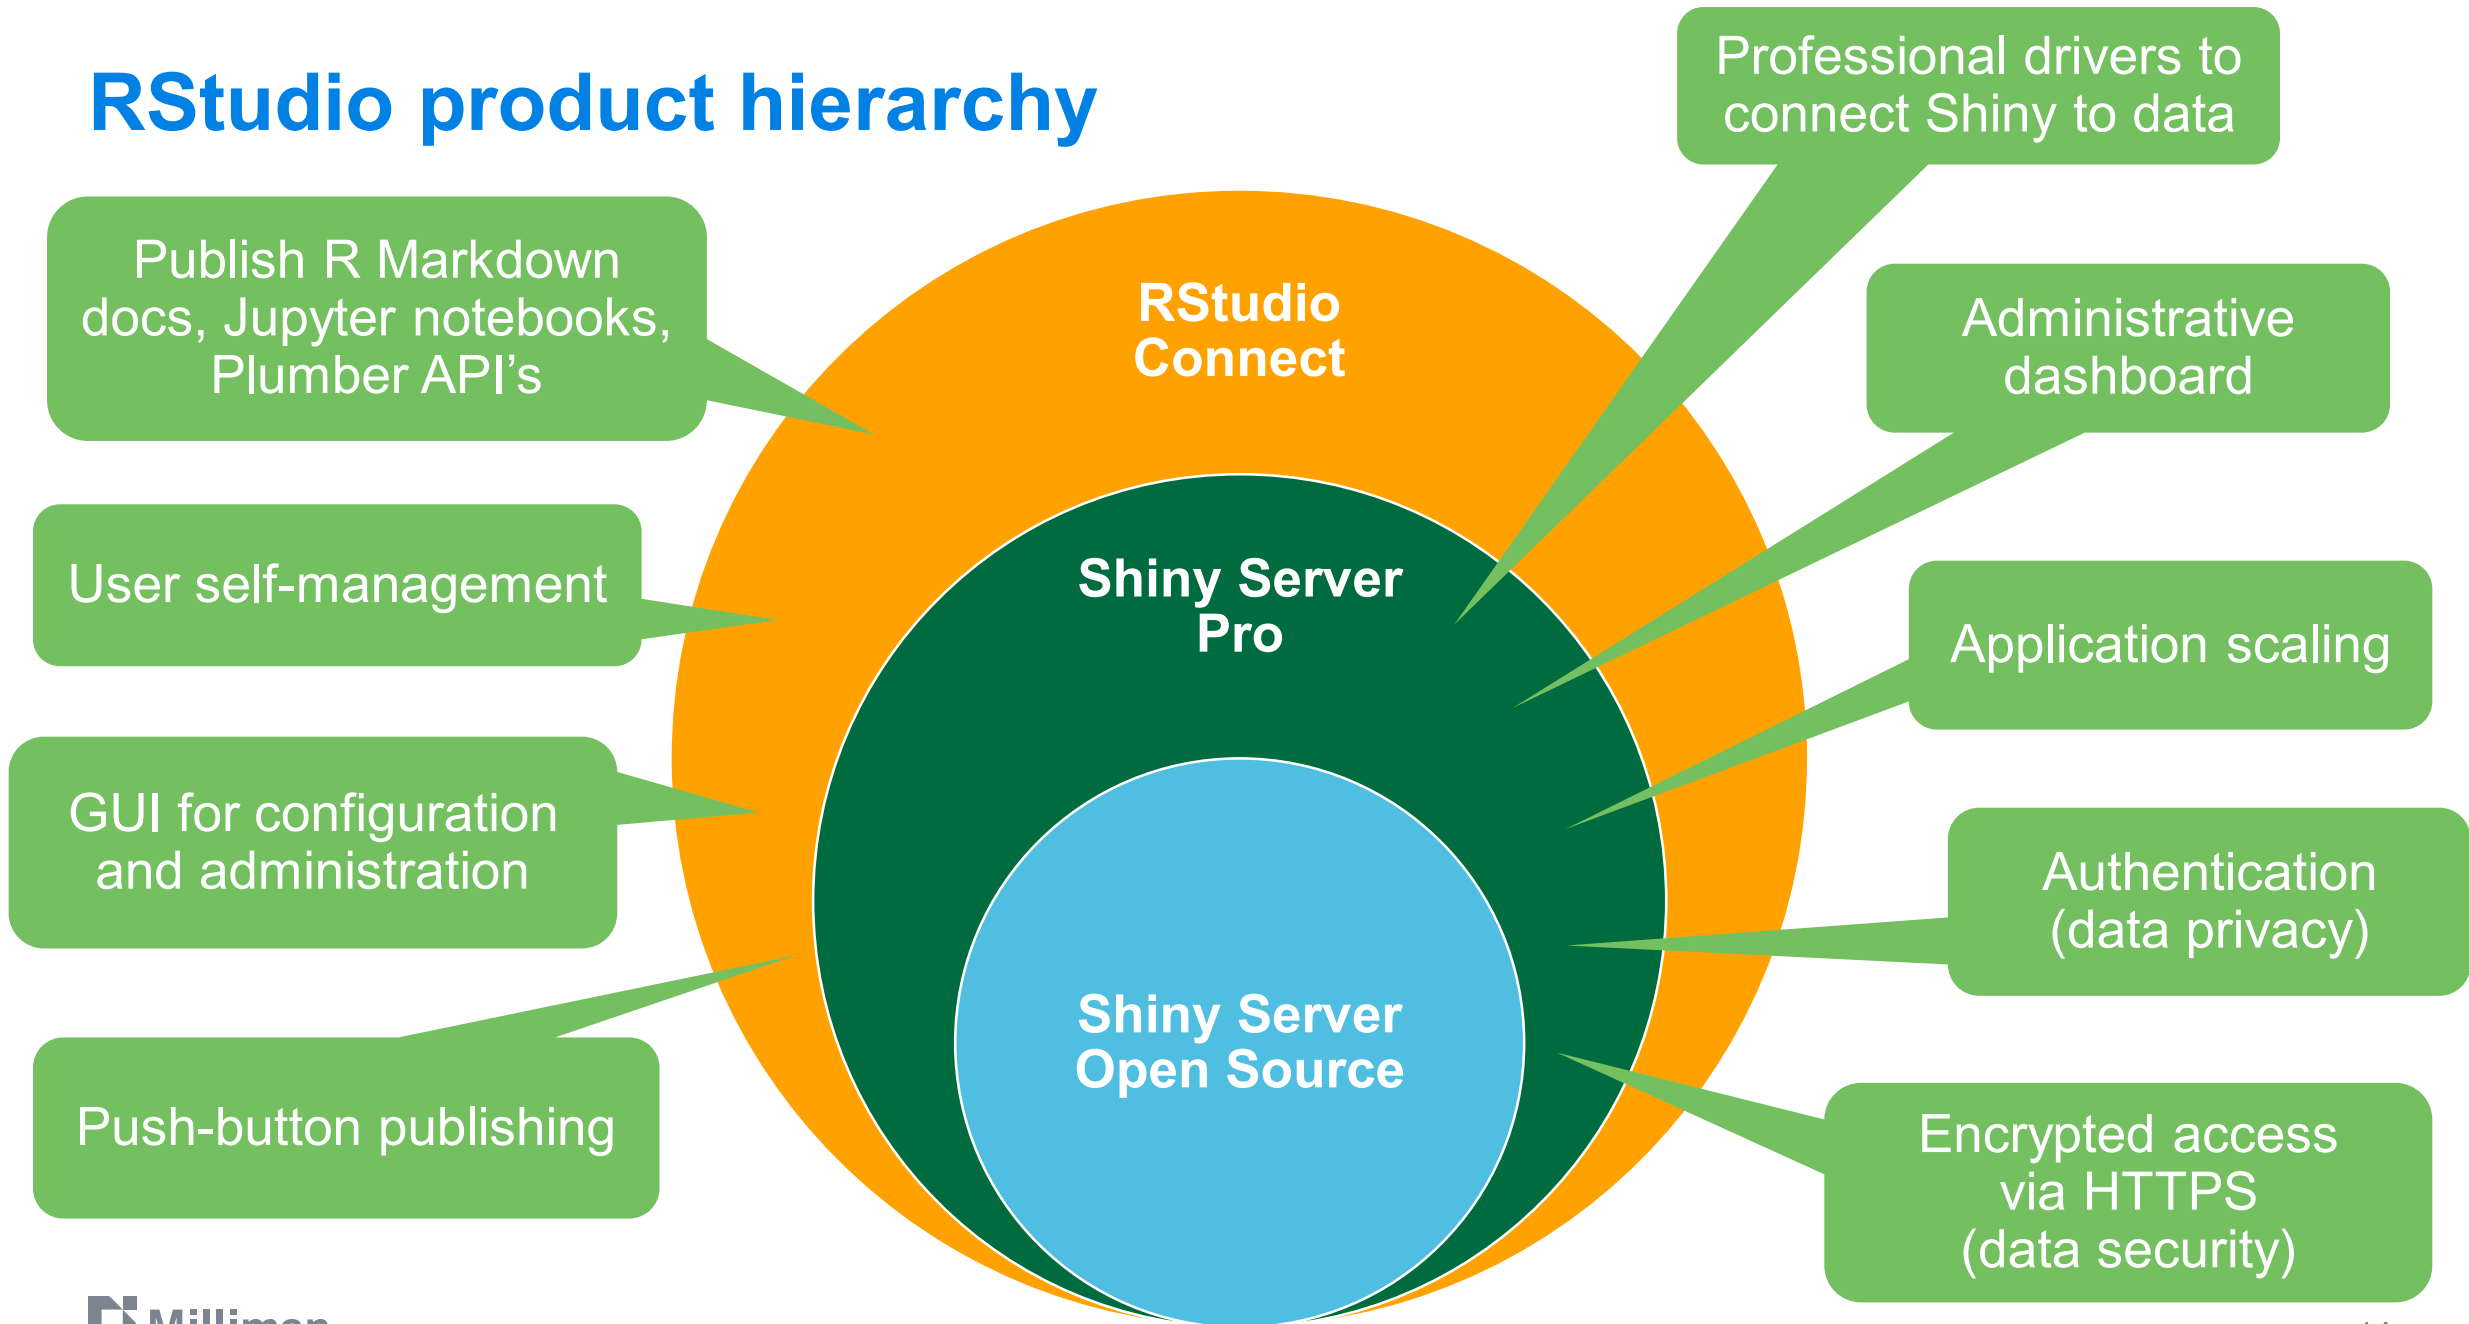 RStudio product hierarchy
Professional drivers to
connect Shiny to data
Publish R Markdown
docs, Jupyter notebooks,
Plumber API’s
RStudio
Connect
Administrative
dashboard
User self-management
Shiny Server
Pro
Application scaling
GUI for configuration
and administration
Authentication
(data privacy)
Shiny Server
Open Source
Push-button publishing
Encrypted access
via HTTPS
(data security)
Milliman